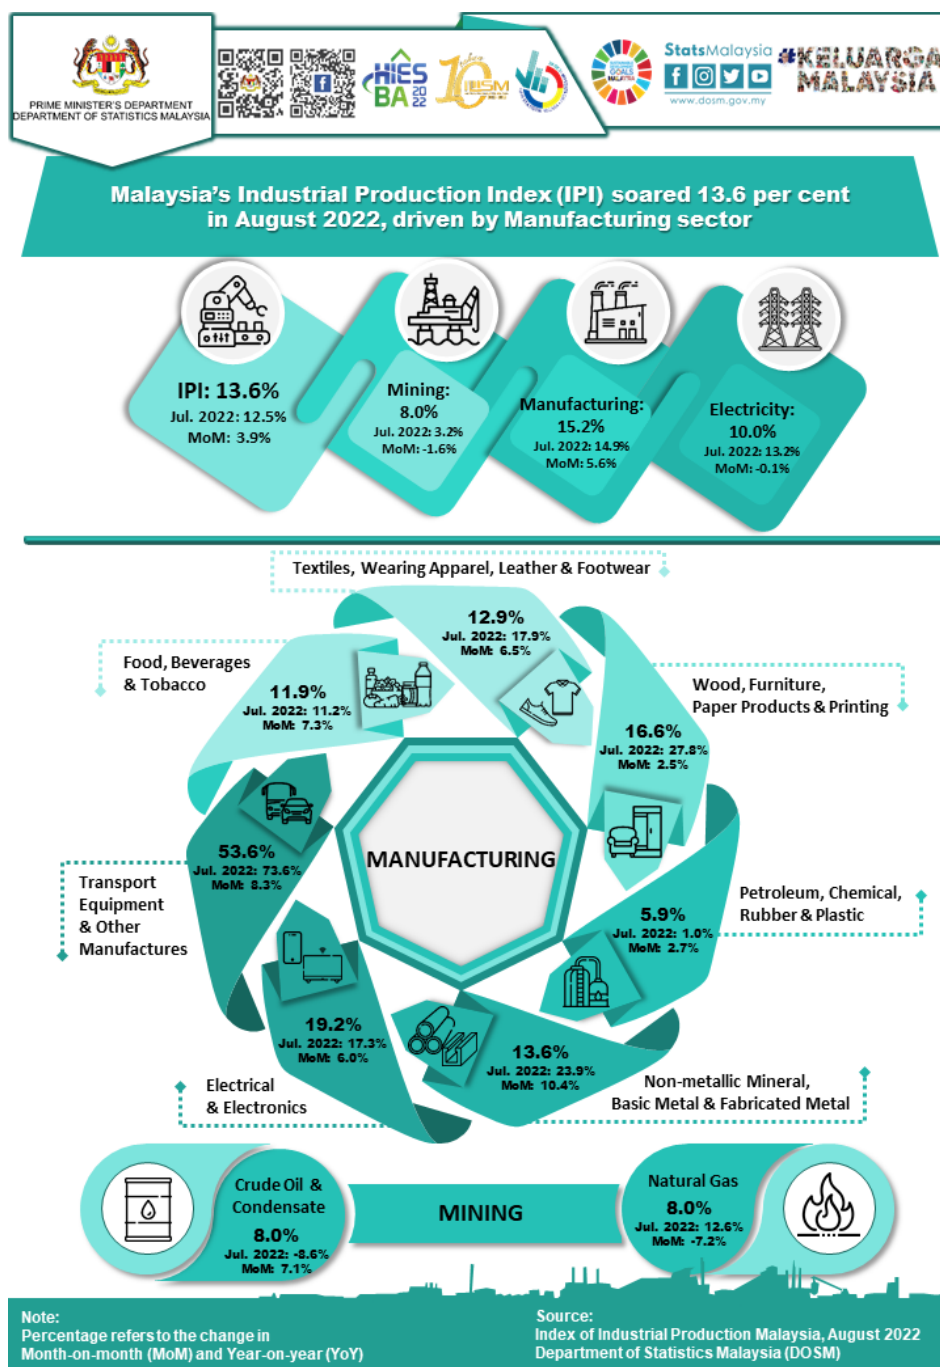 PRIME MINISTER'S DEPARTMENT
DEPARTMENT OF STATISTICS MALAYSIA
HIES
BA
2022
StatsMalaysia
www.dosm.gov.my
#KELUARGA
MALAYSIA
Malaysia's Industrial Production Index (IPI) soared 13.6 per cent
in August 2022, driven by Manufacturing sector
IPI: 13.6%
Jul. 2022: 12.5%
MoM: 3.9%
Mining:
8.0%
Jul. 2022: 3.2%
MoM: -1.6%
Manufacturing:
15.2%
Jul. 2022: 14.9%
MoM: 5.6%
Electricity:
10.0%
Jul. 2022: 13.2%
MoM: -0.1%
Textiles, Wearing Apparel, Leather & Footwear
12.9%
Jul. 2022: 17.9%
MoM: 6.5%
Food, Beverages
& Tobacco
11.9%
Jul. 2022: 11.2%
MoM: 7.3%
Wood, Furniture,
Paper Products & Printing
16.6%
Jul. 2022: 27.8%
MoM: 2.5%
MANUFACTURING
53.6%
Jul. 2022: 73.6%
MoM: 8.3%
Transport
Equipment
& Other
Manufactures
Petroleum, Chemical,
Rubber & Plastic
5.9%
Jul. 2022: 1.0%
MoM: 2.7%
19.2%
Jul. 2022: 17.3%
MoM: 6.0%
Electrical
& Electronics
13.6%
Jul. 2022: 23.9%
MoM: 10.4%
Non-metallic Mineral,
Basic Metal & Fabricated Metal
Crude Oil &
Condensate
8.0%
Jul. 2022: -8.6%
MoM: 7.1%
MINING
Natural Gas
8.0%
Jul. 2022: 12.6%
MoM: -7.2%
Note:
Percentage refers to the change in
Month-on-month (MoM) and Year-on-year (YoY)
Source:
Index of Industrial Production Malaysia, August 2022
Department of Statistics Malaysia (DOSM)